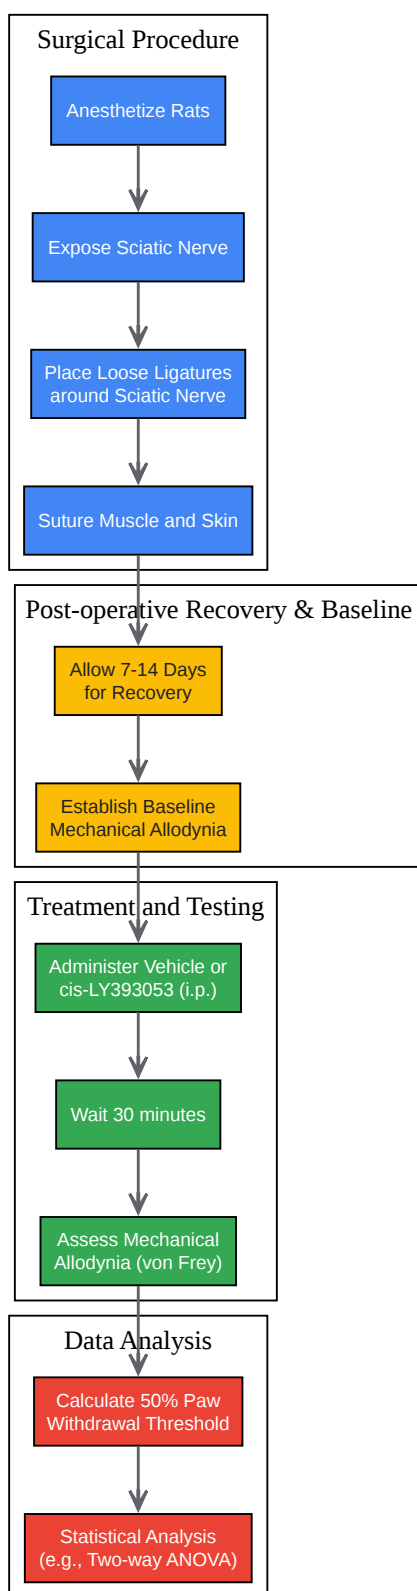 Surgical Procedure
Anesthetize Rats
Expose Sciatic Nerve
Place Loose Ligatures
around Sciatic Nerve
Suture Muscle and Skin
Post-operative Recovery & Baseline
Allow 7-14 Days
for Recovery
Establish Baseline
Mechanical Allodynia
Treatment and Testing
Administer Vehicle or
cis-LY393053 (i.p.)
Wait 30 minutes
Assess Mechanical
Allodynia (von Frey)
Data Analysis
Calculate 50% Paw
Withdrawal Threshold
Statistical Analysis
(e.g., Two-way ANOVA)